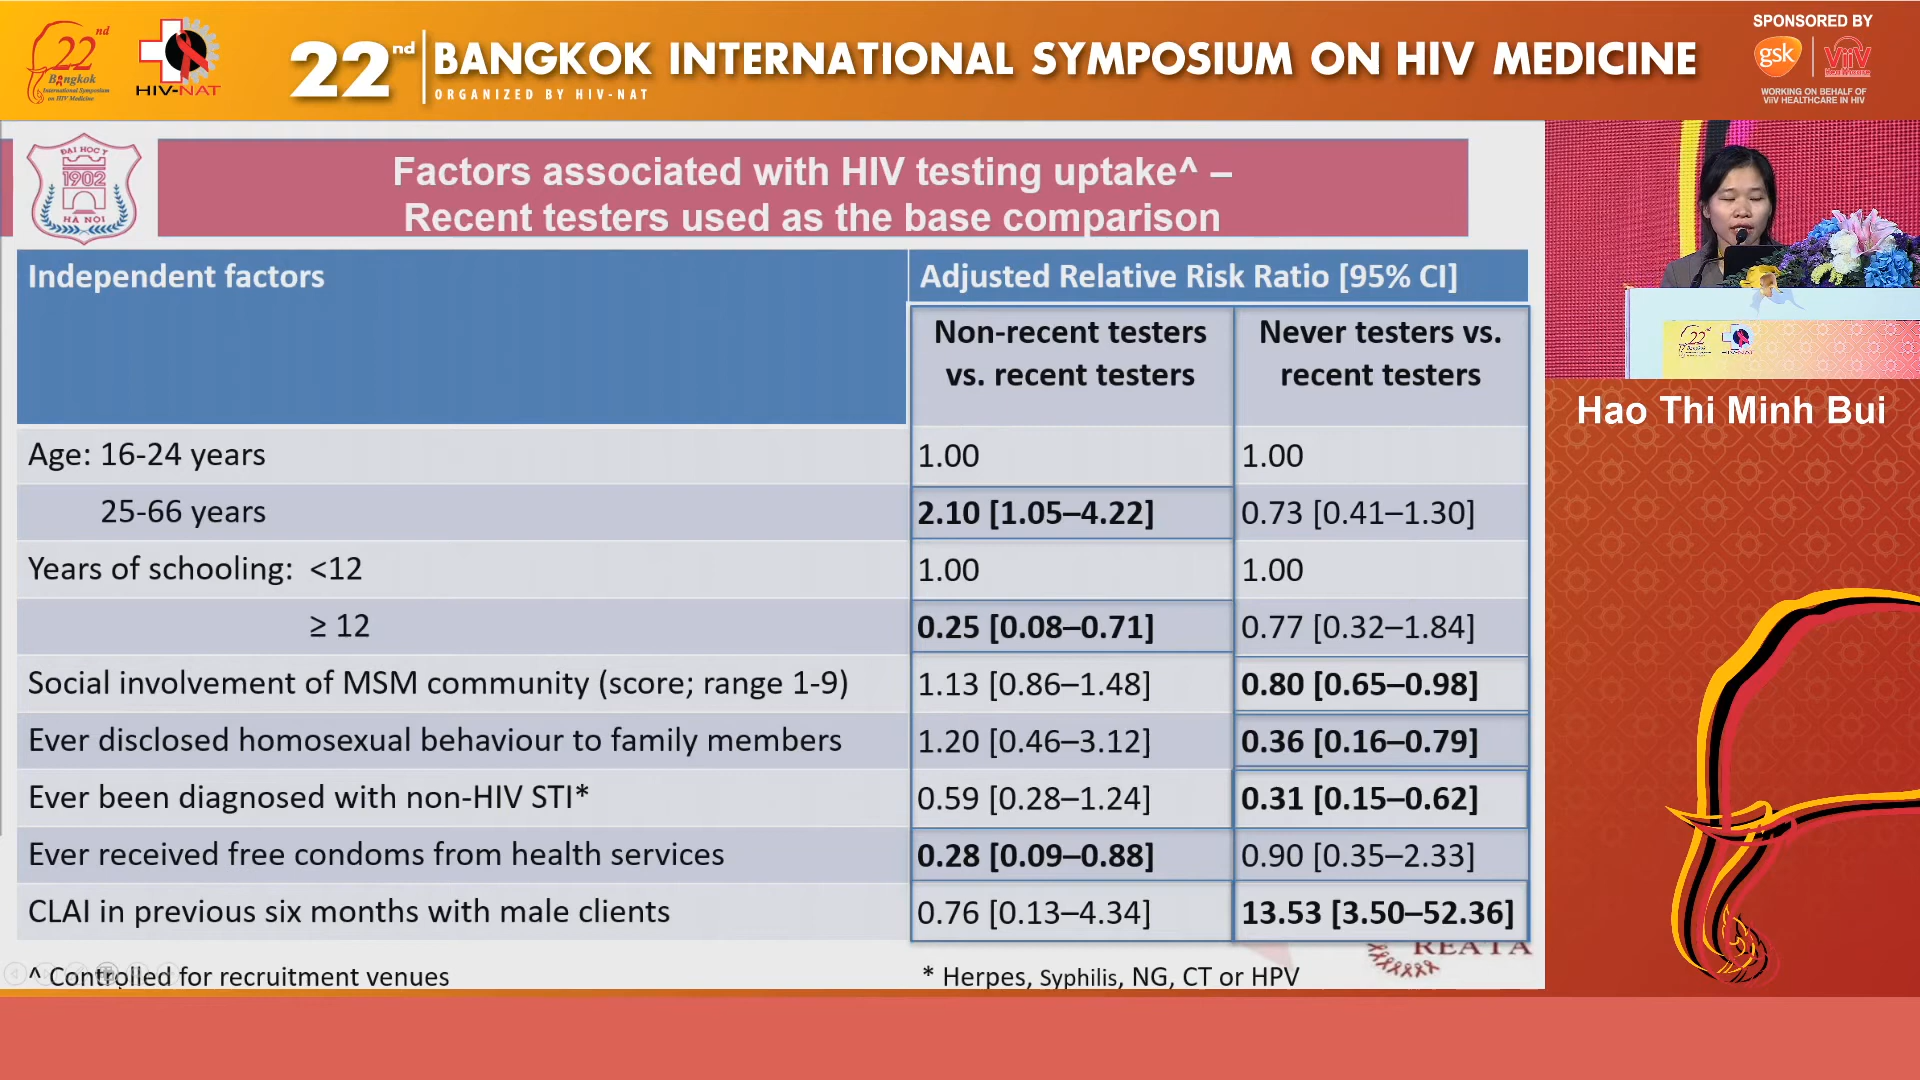 22nd
Bangkok
International Symposium
on HIV Medicine
HIV-NAT
22nd BANGKOK INTERNATIONAL SYMPOSIUM ON HIV MEDICINE
ORGANIZED BY HIV-NAT
SPONSORED BY
gsk
ViiV
WORKING ON BEHALF OF
ViiV HEALTHCARE IN HIV
ĐẠI HỌC Y
1902
HÀ NỘI
Factors associated with HIV testing uptake^ –
Recent testers used as the base comparison
Independent factors Adjusted Relative Risk Ratio [95% CI]
Non-recent testers vs. recent testers
Never testers vs. recent testers
Age: 16-24 years 1.00 1.00
25-66 years 2.10 [1.05–4.22] 0.73 [0.41–1.30]
Years of schooling: <12 1.00 1.00
≥ 12 0.25 [0.08–0.71] 0.77 [0.32–1.84]
Social involvement of MSM community (score; range 1-9) 1.13 [0.86–1.48] 0.80 [0.65–0.98]
Ever disclosed homosexual behaviour to family members 1.20 [0.46–3.12] 0.36 [0.16–0.79]
Ever been diagnosed with non-HIV STI* 0.59 [0.28–1.24] 0.31 [0.15–0.62]
Ever received free condoms from health services 0.28 [0.09–0.88] 0.90 [0.35–2.33]
CLAI in previous six months with male clients 0.76 [0.13–4.34] 13.53 [3.50–52.36]
^ Controlled for recruitment venues * Herpes, Syphilis, NG, CT or HPV
REATA
22
HIV-NAT
Hao Thi Minh Bui